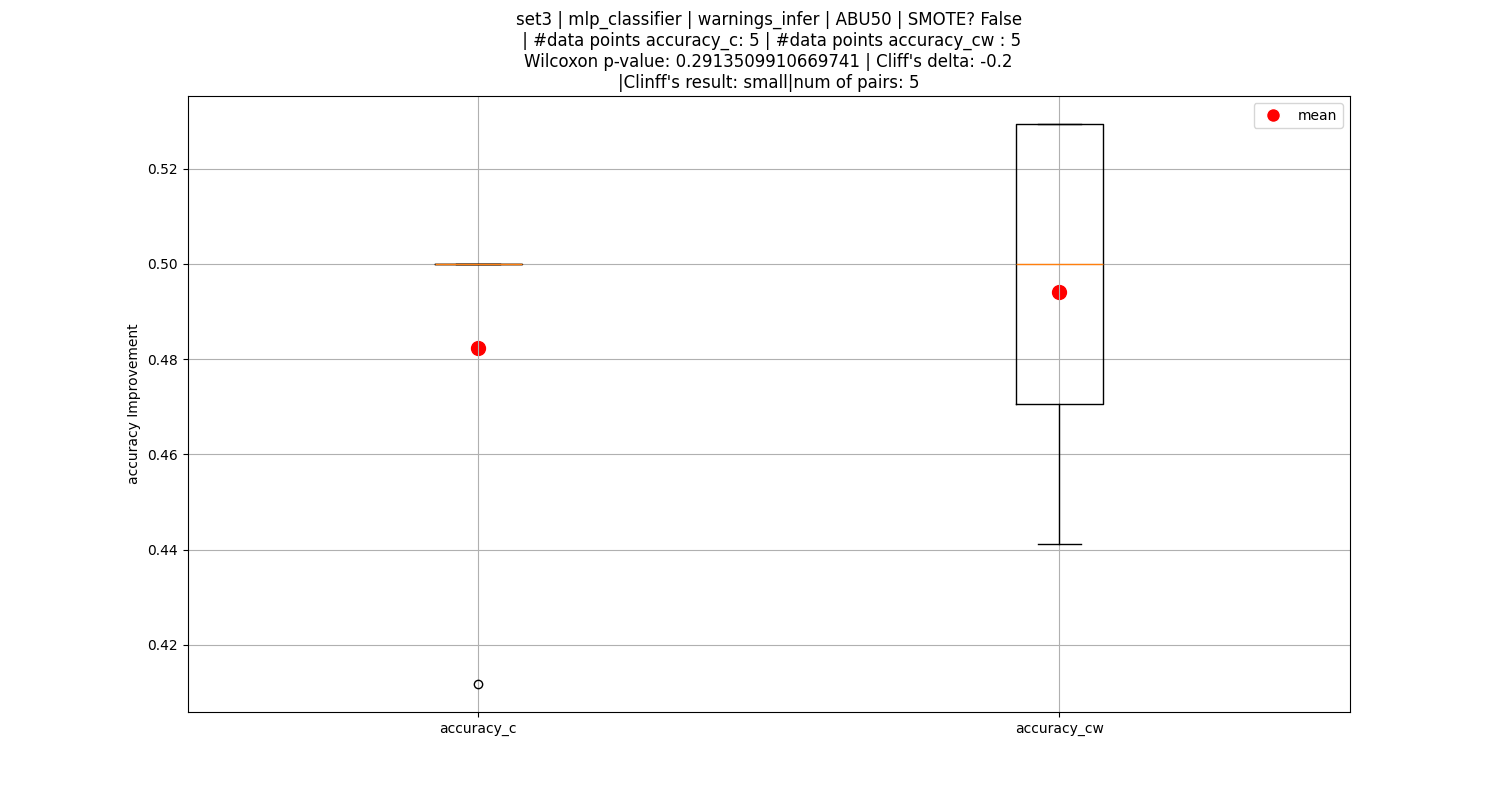 set3 | mlp_classifier | warnings_infer | ABU50 | SMOTE? False
| #data points accuracy_c: 5 | #data points accuracy_cw : 5
Wilcoxon p-value: 0.2913509910669741 | Cliff's delta: -0.2
|Clinff's result: small|num of pairs: 5
mean
0.52
0.50
0.48
0.46
0.44
0.42
accuracy Improvement
accuracy_c
accuracy_cw